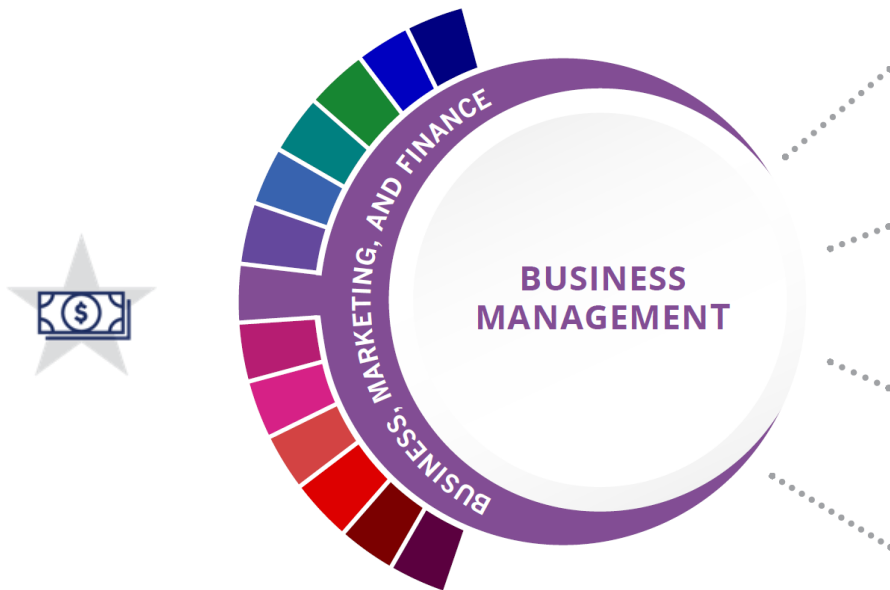 $
BUSINESS, MARKETING, AND FINANCE
BUSINESS
MANAGEMENT